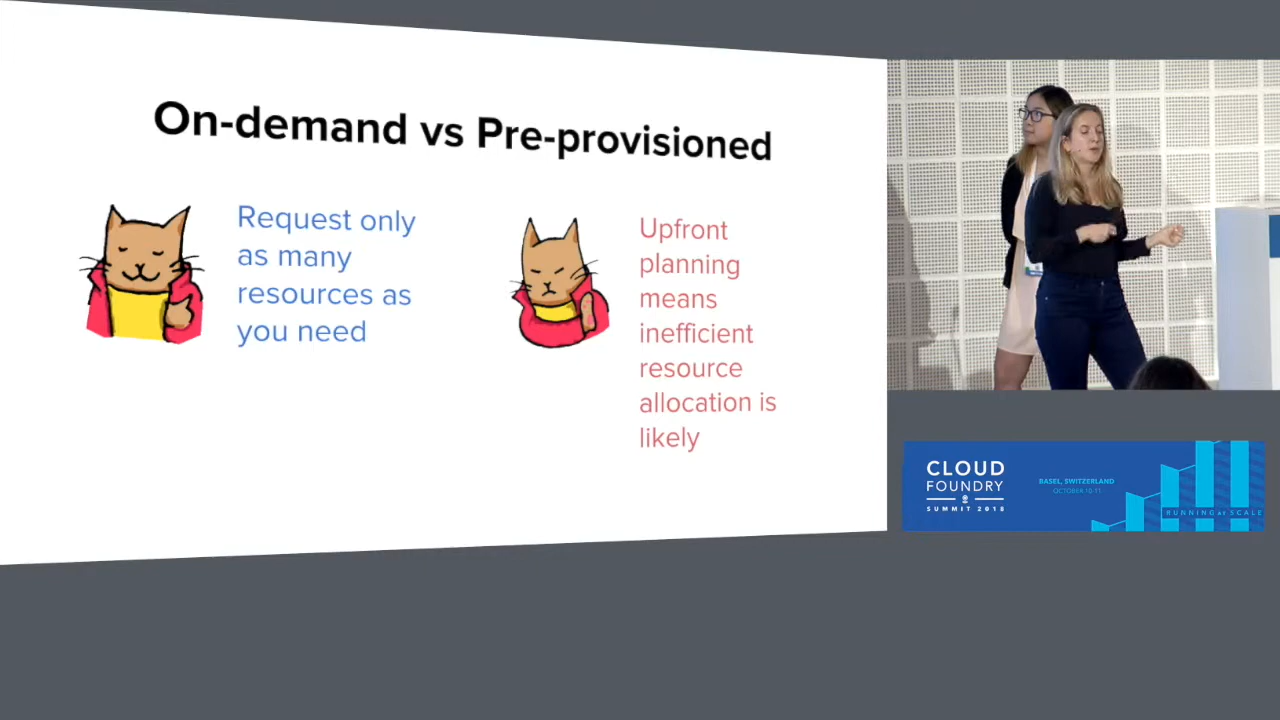 On-demand vs Pre-provisioned
Request only
as many
resources as
you need
Upfront
planning
means
inefficient
resource
allocation is
likely
CLOUD
FOUNDRY
SUMMIT 2018
BASEL, SWITZERLAND
OCTOBER 10-11
RUNNING AT SCALE